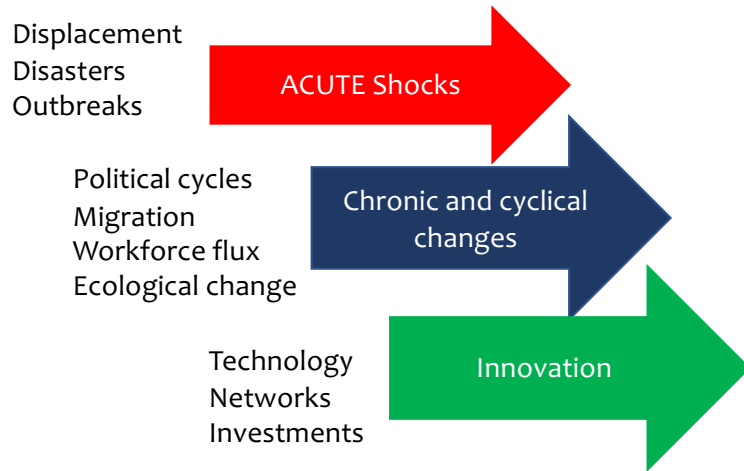 Displacement
Disasters
Outbreaks
ACUTE Shocks
Political cycles
Migration
Workforce flux
Ecological change
Chronic and cyclical
changes
Technology
Networks
Investments
Innovation